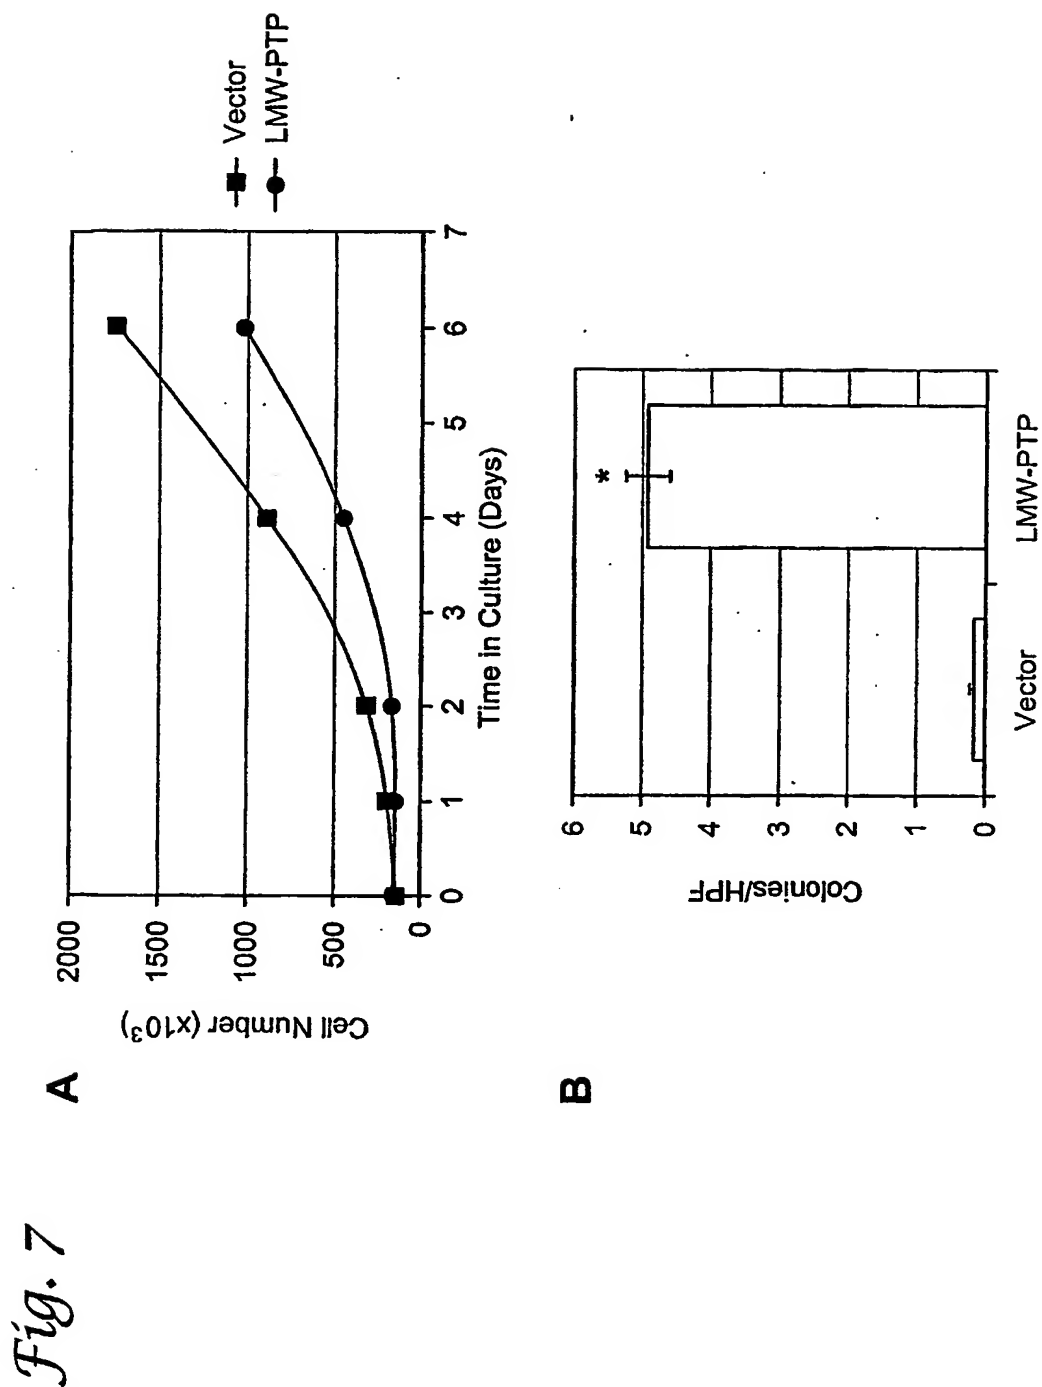 Fig. 7
A
Cell Number (x10³)
2000
1500
1000
500
0
0 1 2 3 4 5 6 7
Time in Culture (Days)
Vector
LMW-PTP
B
Colonies/HPF
6
5
4
3
2
1
0
*
Vector LMW-PTP